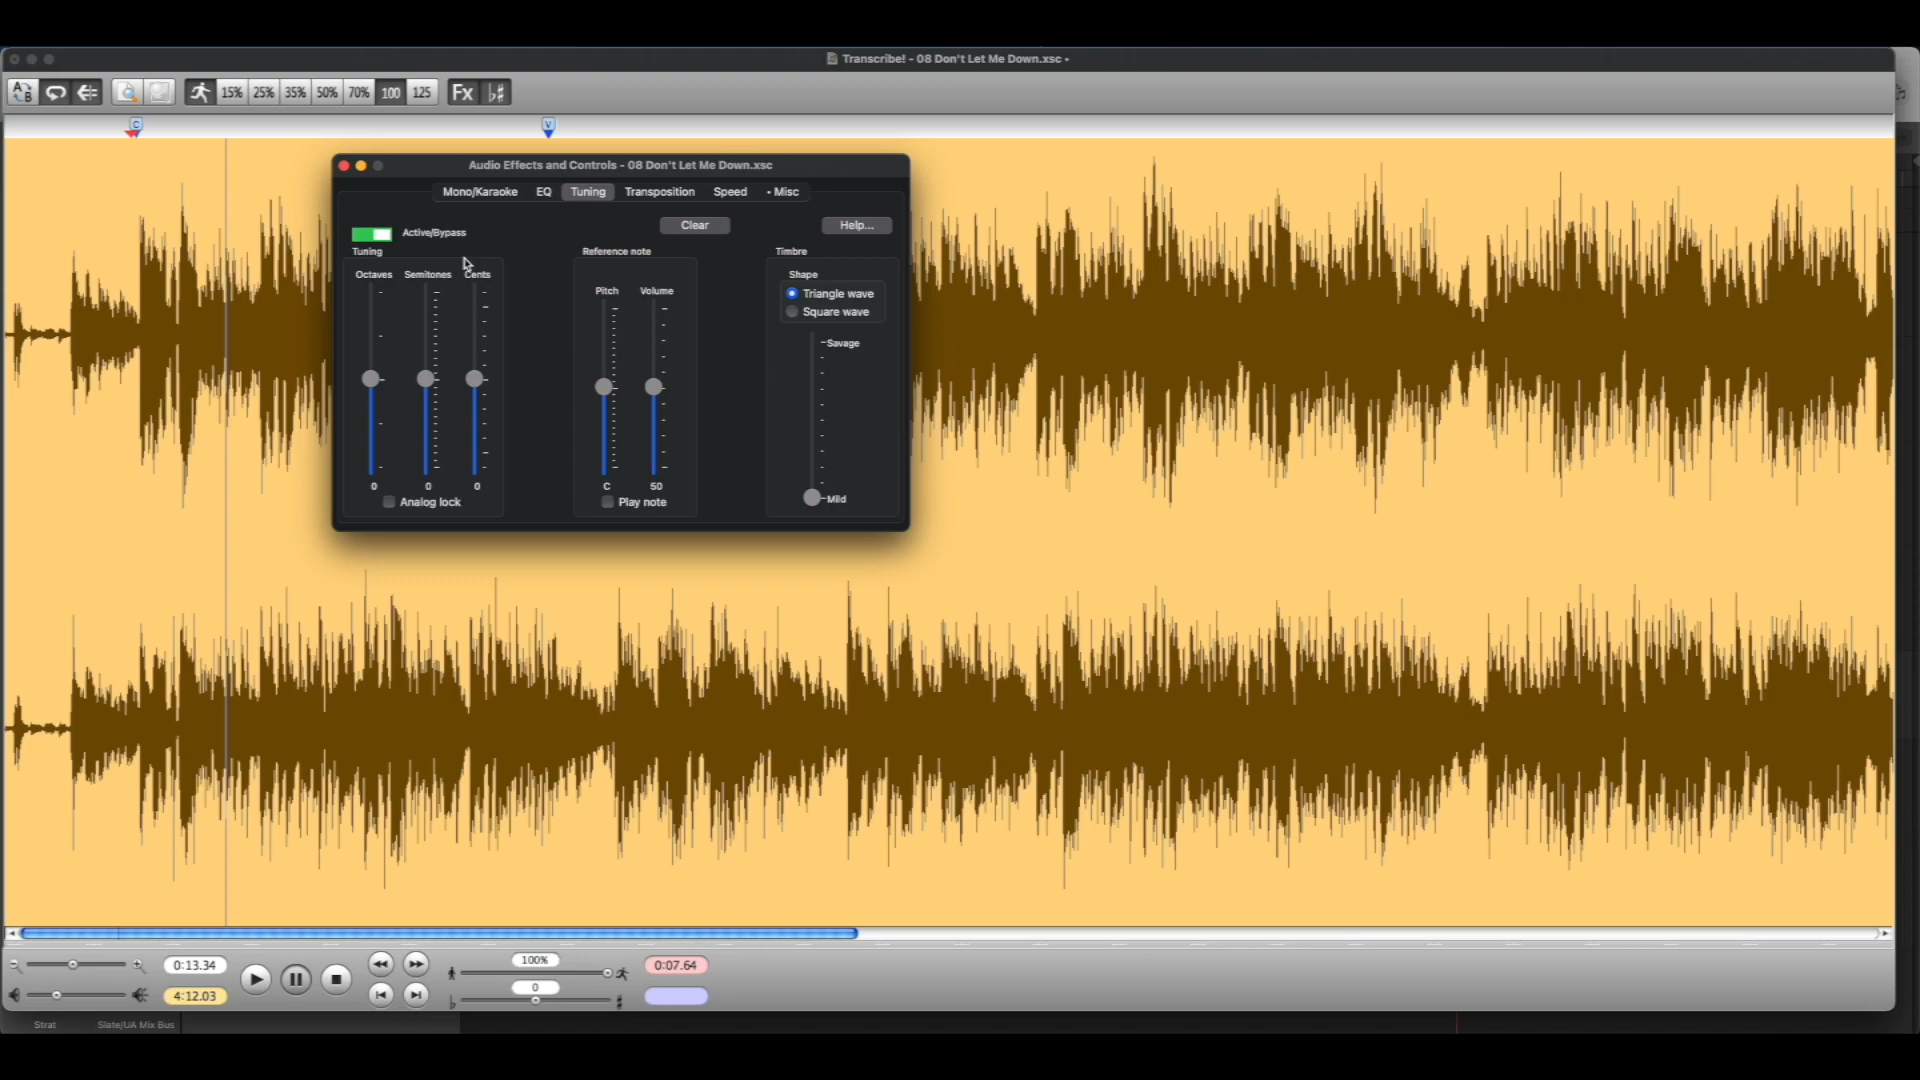 Transcribe! - 08 Don't Let Me Down.xsc •
A B 15% 25% 35% 50% 70% 100 125 Fx ♭♯
C V
Audio Effects and Controls - 08 Don't Let Me Down.xsc
Mono/Karaoke EQ Tuning Transposition Speed • Misc
Active/Bypass Clear Help...
Tuning Reference note Timbre
Octaves Semitones Cents Shape
Pitch Volume Triangle wave
Square wave
Savage
0 0 0 C 50
Analog lock Play note Mild
0:13.34 100% 0:07.64
4:12.03 0
♭ ♯
Strat Slate/UA Mix Bus